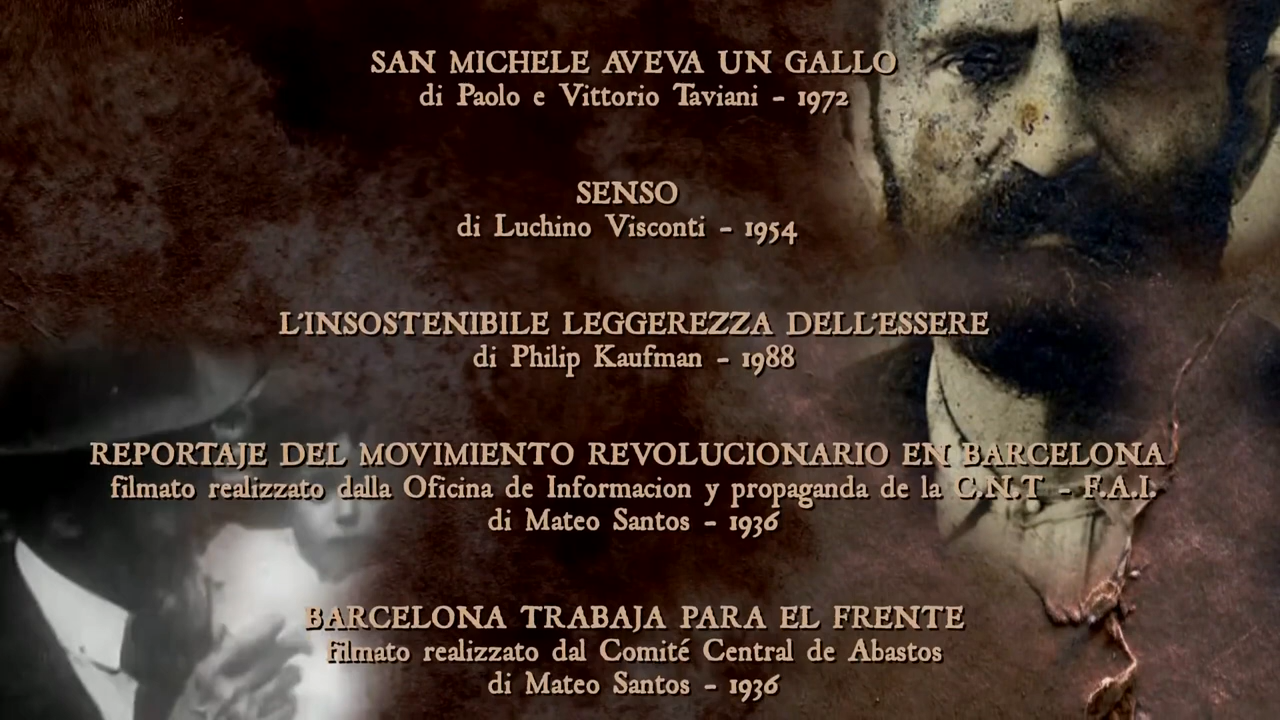 SAN MICHELE AVEVA UN GALLO
di Paolo e Vittorio Taviani - 1972
SENSO
di Luchino Visconti - 1954
L'INSOSTENIBILE LEGGEREZZA DELL'ESSERE
di Philip Kaufman - 1988
REPORTAJE DEL MOVIMIENTO REVOLUCIONARIO EN BARCELONA
filmato realizzato dalla Oficina de Informacion y propaganda de la C.N.T - F.A.I.
di Mateo Santos - 1936
BARCELONA TRABAJA PARA EL FRENTE
filmato realizzato dal Comité Central de Abastos
di Mateo Santos - 1936